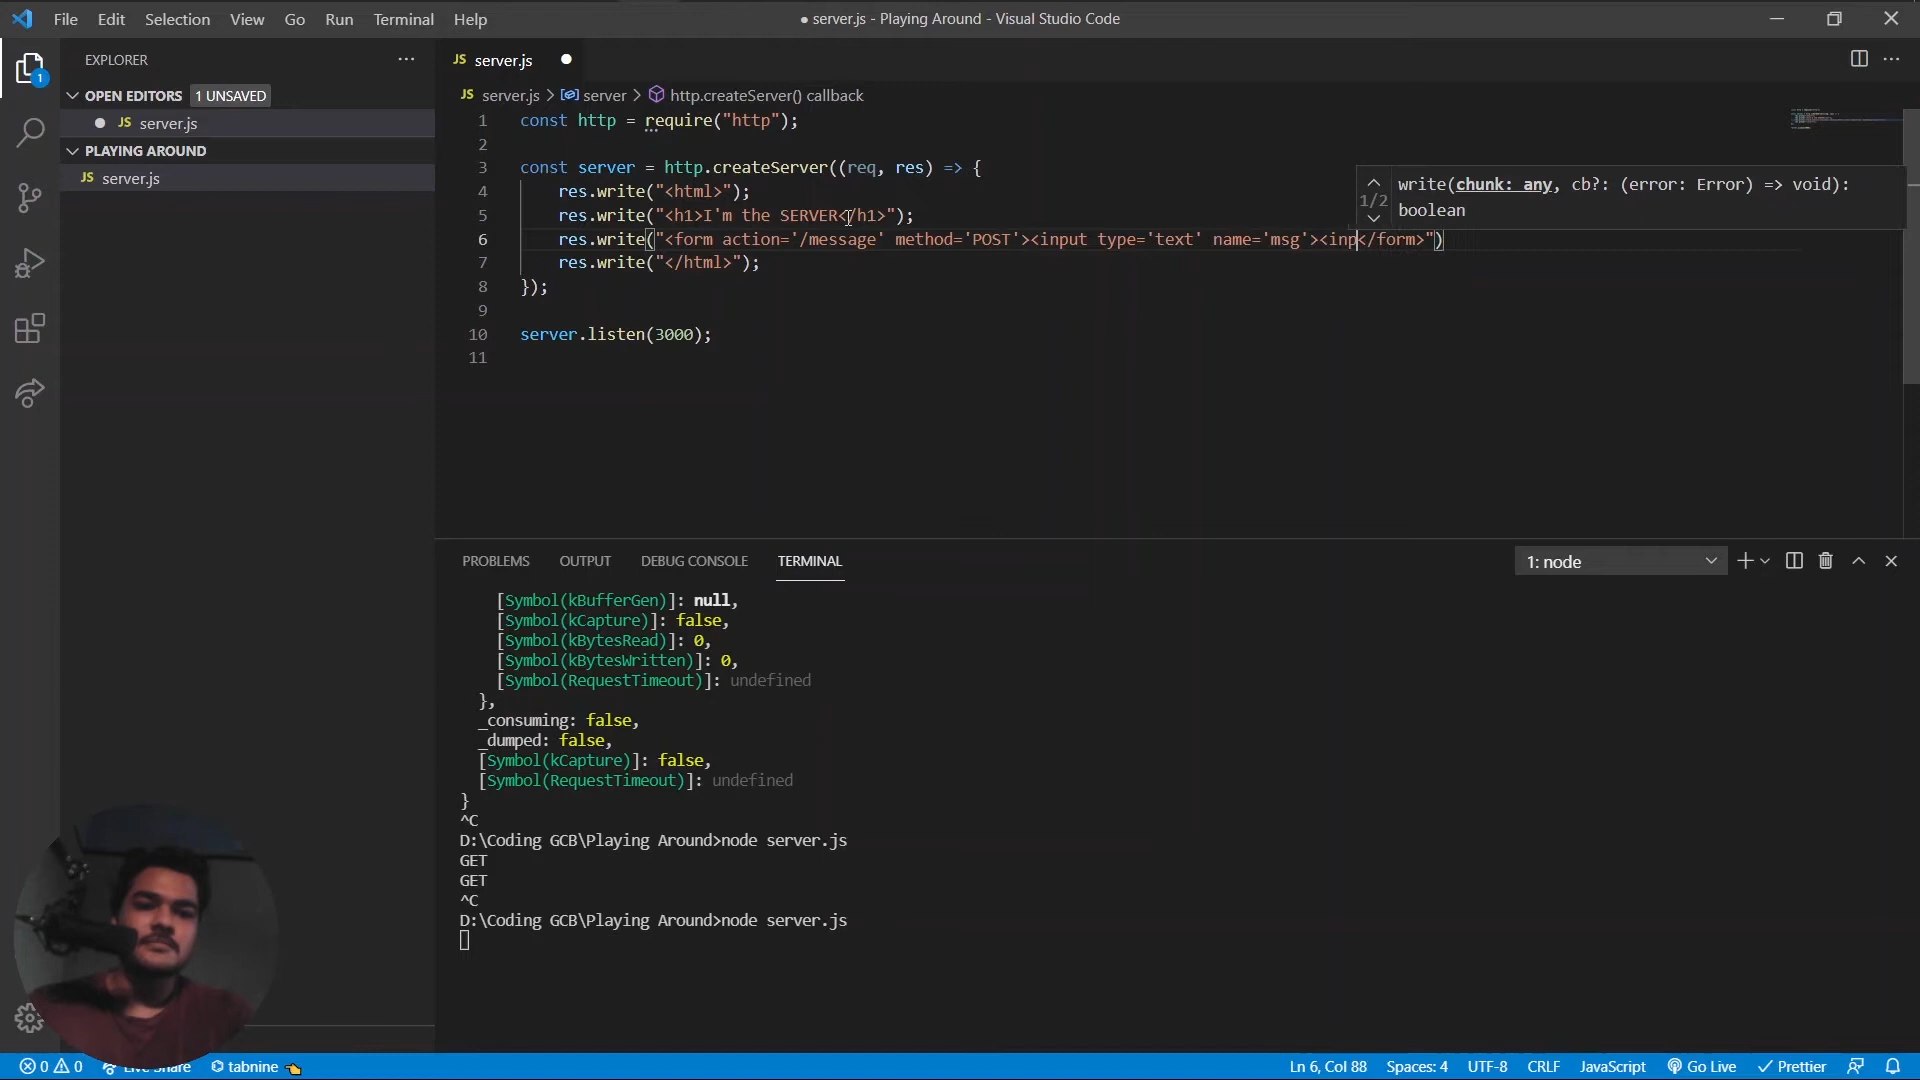 File Edit Selection View Go Run Terminal Help
● server.js - Playing Around - Visual Studio Code
EXPLORER
OPEN EDITORS 1 UNSAVED
JS server.js
PLAYING AROUND
JS server.js
1
JS server.js
JS server.js > server > http.createServer() callback
1 const http = require("http");
2
3 const server = http.createServer((req, res) => {
4 res.write("<html>");
5 res.write("<h1>I'm the SERVER</h1>");
6 res.write("<form action='/message' method='POST'><input type='text' name='msg'><inp</form>")
7 res.write("</html>");
8 });
9
10 server.listen(3000);
11
1/2
write(chunk: any, cb?: (error: Error) => void):
boolean
PROBLEMS OUTPUT DEBUG CONSOLE TERMINAL
1: node
[Symbol(kBufferGen)]: null,
[Symbol(kCapture)]: false,
[Symbol(kBytesRead)]: 0,
[Symbol(kBytesWritten)]: 0,
[Symbol(RequestTimeout)]: undefined
},
_consuming: false,
_dumped: false,
[Symbol(kCapture)]: false,
[Symbol(RequestTimeout)]: undefined
}
^C
D:\Coding GCB\Playing Around>node server.js
GET
GET
^C
D:\Coding GCB\Playing Around>node server.js
0 0 Live Share tabnine
Ln 6, Col 88 Spaces: 4 UTF-8 CRLF JavaScript Go Live Prettier